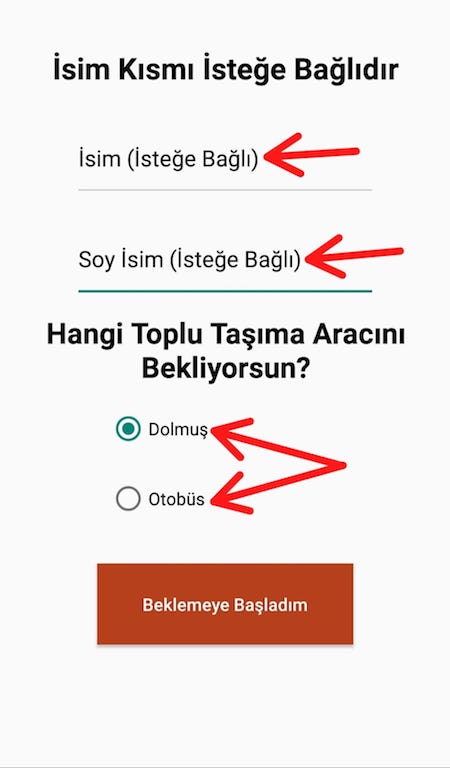 İsim Kısmı İsteğe Bağlıdır
İsim (İsteğe Bağlı)
Soy İsim (İsteğe Bağlı)
Hangi Toplu Taşıma Aracını
Bekliyorsun?
Dolmuş
Otobüs
Beklemeye Başladım